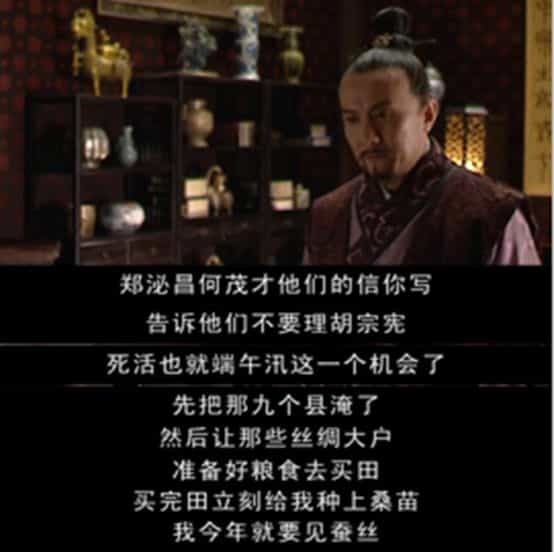 郑泌昌何茂才他们的信你写
告诉他们不要理胡宗宪
死活也就端午汛这一个机会了
先把那九个县淹了
然后让那些丝绸大户
准备好粮食去买田
买完田立刻给我种上桑苗
我今年就要见蚕丝